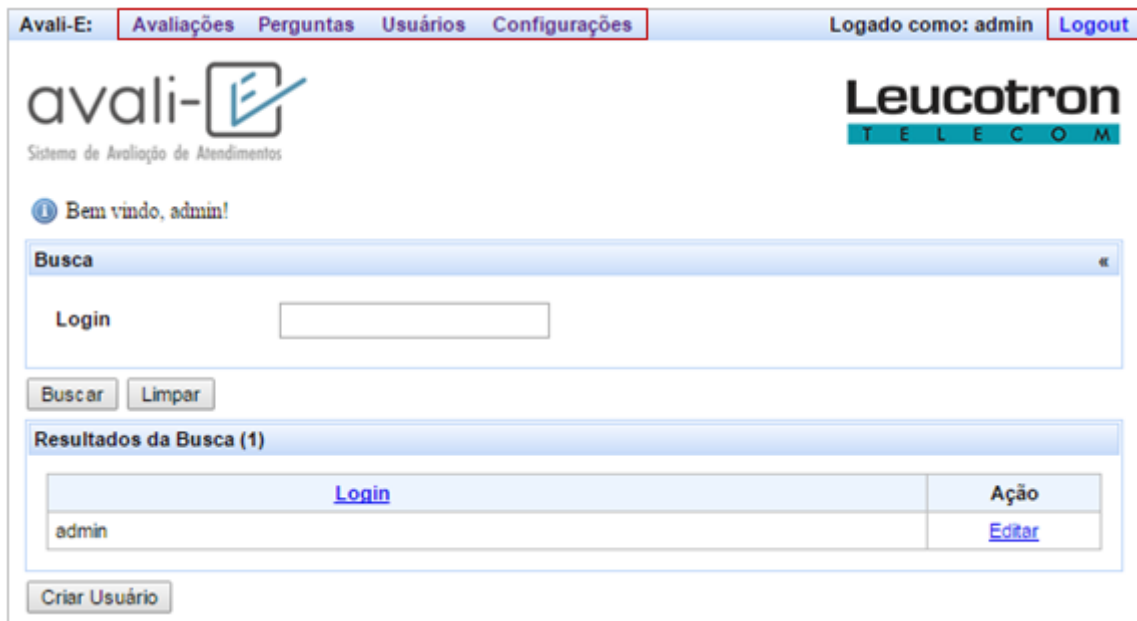 Avali-E: Avaliações Perguntas Usuários Configurações Logado como: admin Logout
avali-E
Leucotron
TELECOM
Sistema de Avaliação de Atendimentos
Bem vindo, admin!
Busca «
Login
Buscar Limpar
Resultados da Busca (1)
Login Ação
admin Editar
Criar Usuário